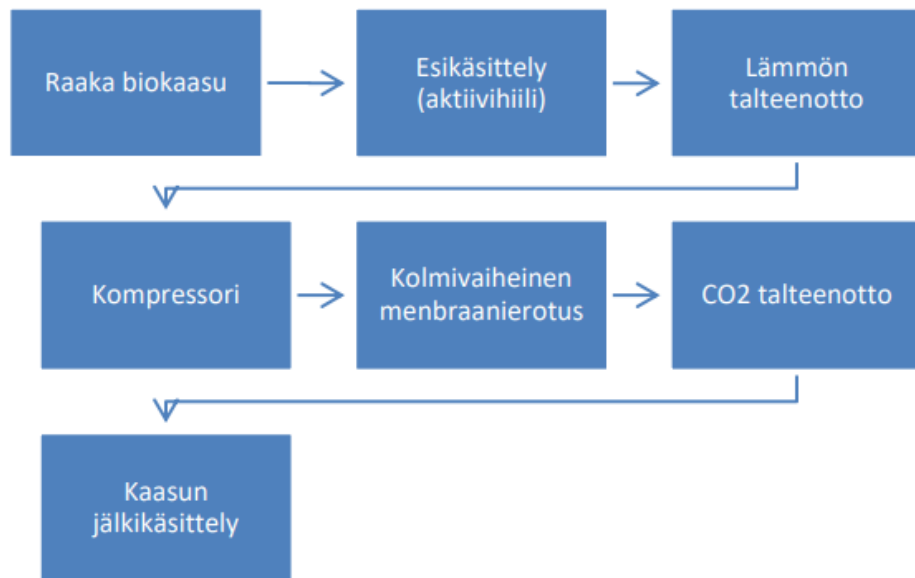 Raaka biokaasu
Esikäsittely
(aktiivihiili)
Lämmön
talteenotto
Kompressori
Kolmivaiheinen
menbraanierotus
CO2 talteenotto
Kaasun
jälkikäsittely